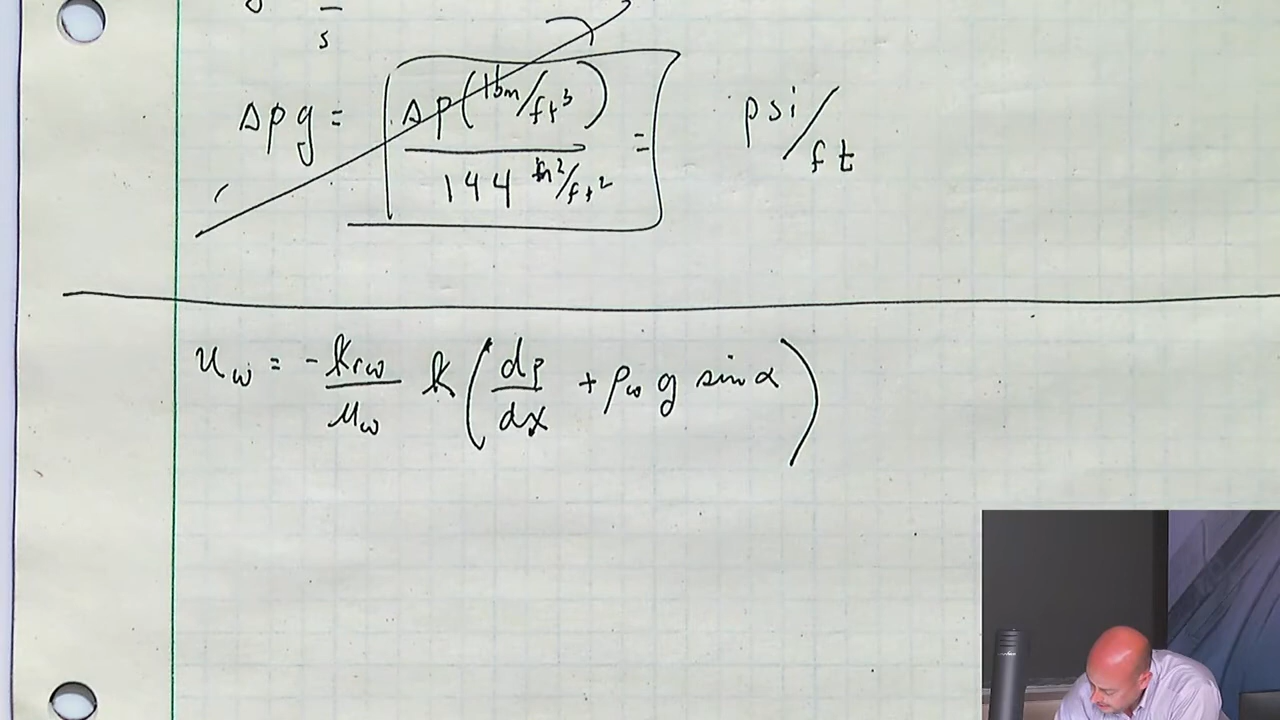 s
Δρg = Δρ(lbm/ft³) / 144 in²/ft² = psi/ft
u_w = - k_rw / μ_w k ( dp/dx + ρ_w g sin α )